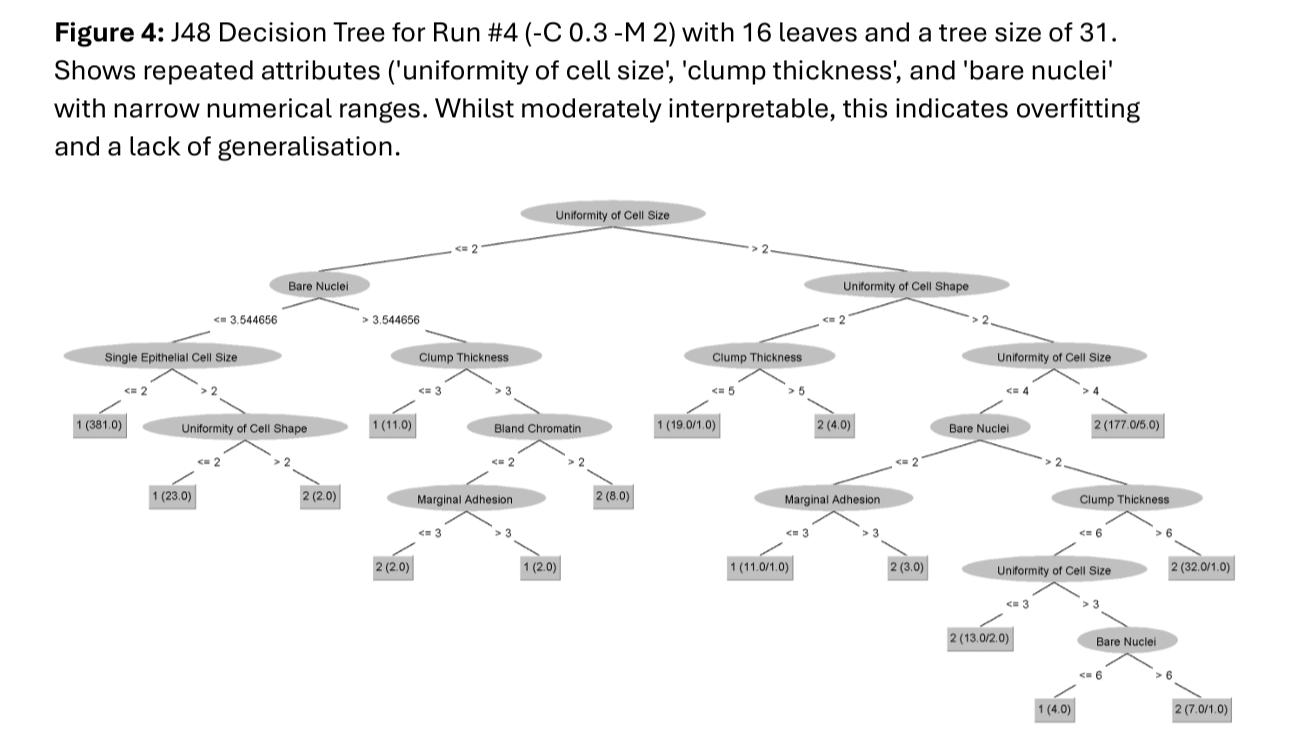 Figure 4: J48 Decision Tree for Run #4 (-C 0.3 -M 2) with 16 leaves and a tree size of 31.
Shows repeated attributes ('uniformity of cell size', 'clump thickness', and 'bare nuclei'
with narrow numerical ranges. Whilst moderately interpretable, this indicates overfitting
and a lack of generalisation.
Uniformity of Cell Size
<= 2 > 2
Bare Nuclei Uniformity of Cell Shape
<= 3.544656 > 3.544656 <= 2 > 2
Single Epithelial Cell Size Clump Thickness Clump Thickness Uniformity of Cell Size
<= 2 > 2 <= 3 > 3 <= 5 > 5 <= 4 > 4
1 (381.0) Uniformity of Cell Shape 1 (11.0) Bland Chromatin 1 (19.0/1.0) 2 (4.0) Bare Nuclei 2 (177.0/5.0)
<= 2 > 2 <= 2 > 2 <= 2 > 2
1 (23.0) 2 (2.0) Marginal Adhesion 2 (8.0) Marginal Adhesion Clump Thickness
<= 3 > 3 <= 3 > 3 <= 6 > 6
2 (2.0) 1 (2.0) 1 (11.0/1.0) 2 (3.0) Uniformity of Cell Size 2 (32.0/1.0)
<= 3 > 3
2 (13.0/2.0) Bare Nuclei
<= 6 > 6
1 (4.0) 2 (7.0/1.0)